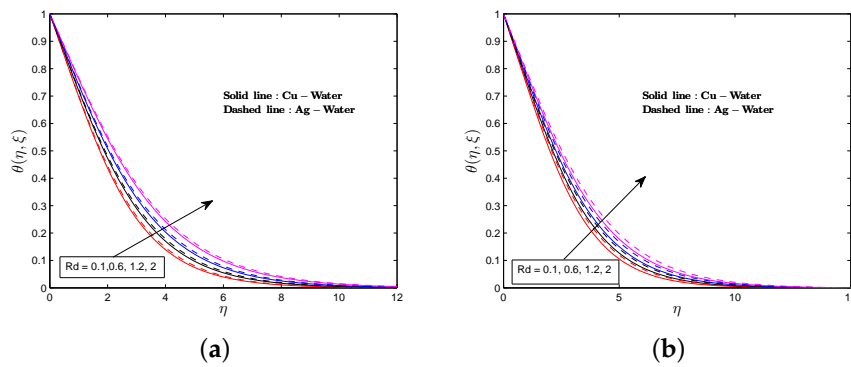 1
0.9
0.8
0.7
0.6
0.5
0.4
0.3
0.2
0.1
0
θ(η, ξ)
Solid line : Cu – Water
Dashed line : Ag – Water
Rd = 0.1,0.6, 1.2, 2
0 2 4 6 8 10 12
η
(a)
1
0.9
0.8
0.7
0.6
0.5
0.4
0.3
0.2
0.1
0
θ(η, ξ)
Solid line : Cu – Water
Dashed line : Ag – Water
Rd = 0.1, 0.6, 1.2, 2
0 5 10 15
η
(b)